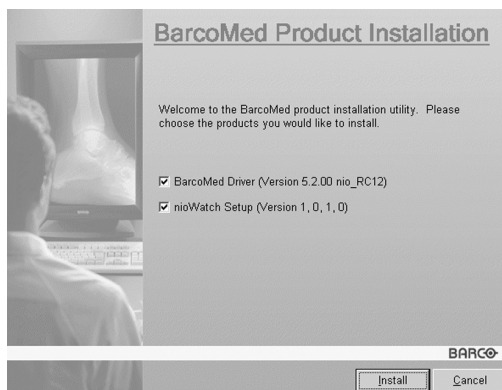 BarcoMed Product Installation
Welcome to the BarcoMed product installation utility. Please
choose the products you would like to install.
BarcoMed Driver (Version 5.2.00 nio_RC12)
nioWatch Setup (Version 1, 0, 1, 0)
BARCO
Install
Cancel